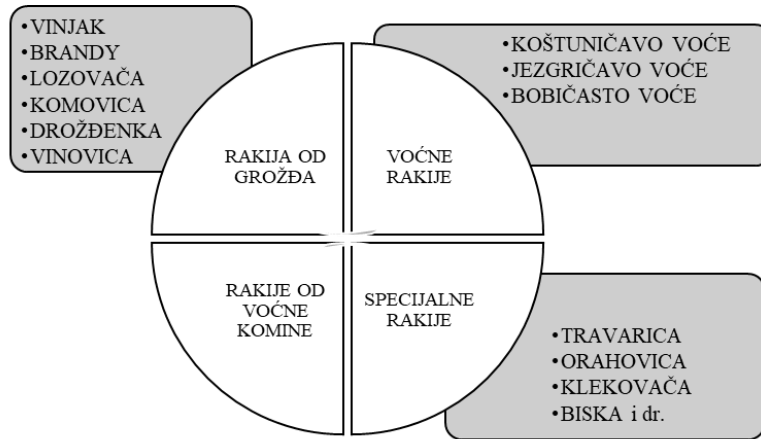 •VINJAK
•BRANDY
•LOZOVAČA
•KOMOVICA
•DROŽĐENKA
•VINOVICA
•KOŠTUNIČAVO VOĆE
•JEZGRIČAVO VOĆE
•BOBIČASTO VOĆE
RAKIJA OD
GROŽĐA
VOĆNE
RAKIJE
RAKIJE OD
VOĆNE
KOMINE
SPECIJALNE
RAKIJE
•TRAVARICA
•ORAHOVICA
•KLEKOVAČA
•BISKA i dr.